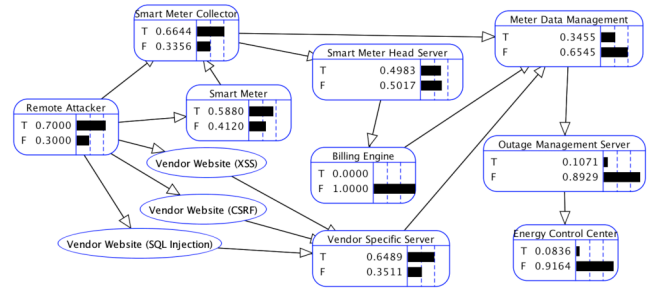 Smart Meter Collector
T 0.6644
F 0.3356
Meter Data Management
T 0.3455
F 0.6545
Smart Meter Head Server
T 0.4983
F 0.5017
Smart Meter
T 0.5880
F 0.4120
Remote Attacker
T 0.7000
F 0.3000
Vendor Website (XSS)
Billing Engine
T 0.0000
F 1.0000
Outage Management Server
T 0.1071
F 0.8929
Vendor Website (CSRF)
Vendor Website (SQL Injection)
Vendor Specific Server
T 0.6489
F 0.3511
Energy Control Center
T 0.0836
F 0.9164